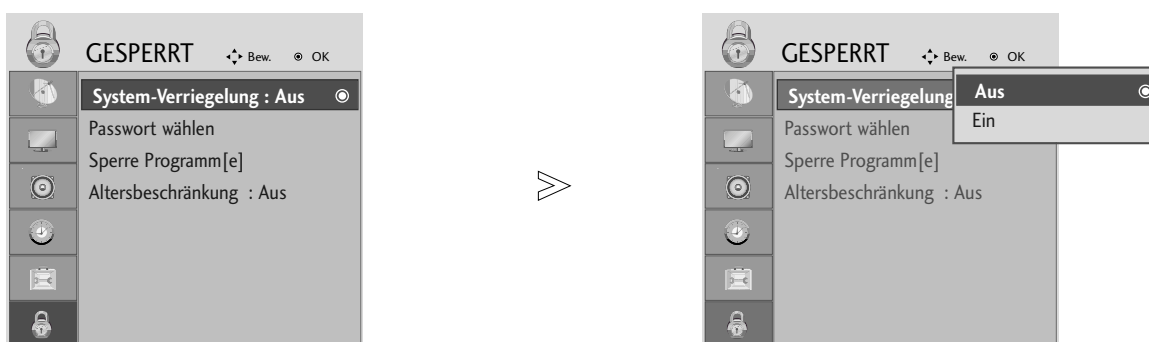 GESPERRT Bew. OK
System-Verriegelung : Aus
Passwort wählen
Sperre Programm[e]
Altersbeschränkung : Aus
GESPERRT Bew. OK
System-Verriegelung
Aus
Ein
Passwort wählen
Sperre Programm[e]
Altersbeschränkung : Aus